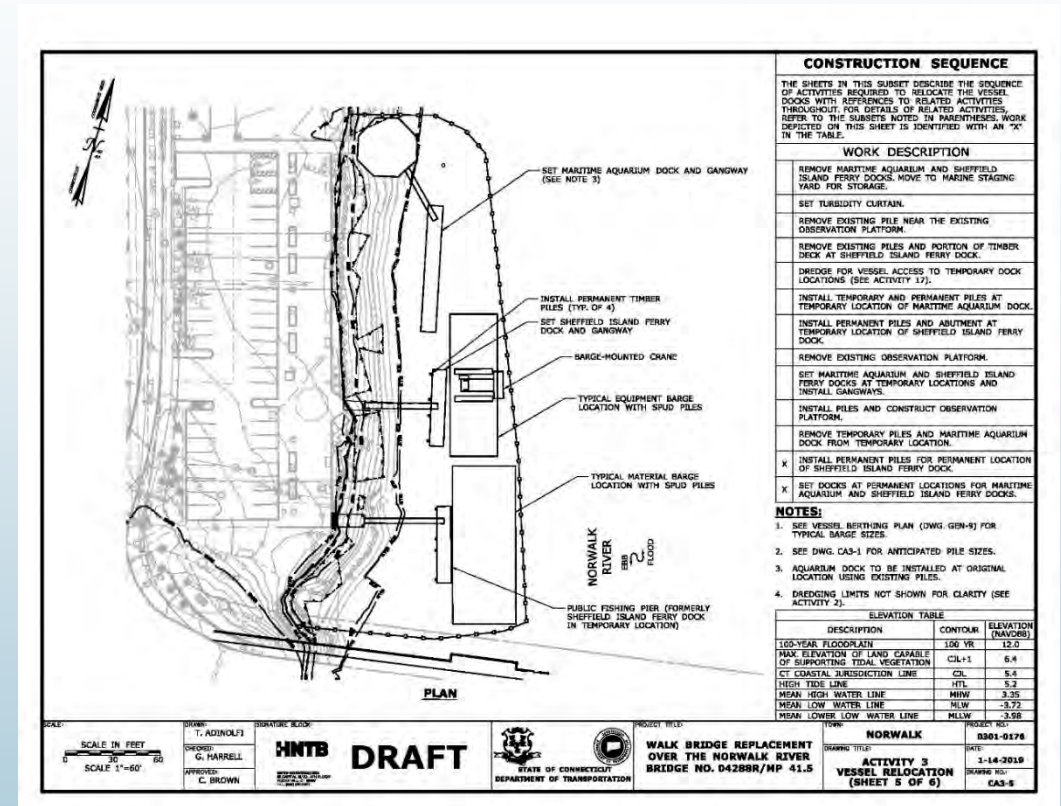 CONSTRUCTION SEQUENCE
THE SHEETS IN THIS SUBSET DESCRIBE THE SEQUENCE
OF ACTIVITIES REQUIRED TO RELOCATE THE VESSEL
DOCKS WITH REFERENCES TO RELATED ACTIVITIES
THROUGHOUT. FOR DETAILS OF RELATED ACTIVITIES,
REFER TO THE SUBSETS NOTED IN PARENTHESES. WORK
DEPICTED ON THIS SHEET IS IDENTIFIED WITH AN "X"
IN THE TABLE.
WORK DESCRIPTION
REMOVE MARITIME AQUARIUM AND SHEFFIELD
ISLAND FERRY DOCKS. MOVE TO MARINE STAGING
YARD FOR STORAGE.
SET TURBIDITY CURTAIN.
REMOVE EXISTING PILE NEAR THE EXISTING
OBSERVATION PLATFORM.
REMOVE EXISTING PILES AND PORTION OF TIMBER
DECK AT SHEFFIELD ISLAND FERRY DOCK.
DREDGE FOR VESSEL ACCESS TO TEMPORARY DOCK
LOCATIONS (SEE ACTIVITY 17).
INSTALL TEMPORARY AND PERMANENT PILES AT
TEMPORARY LOCATION OF MARITIME AQUARIUM DOCK.
INSTALL PERMANENT PILES AND ABUTMENT AT
TEMPORARY LOCATION OF SHEFFIELD ISLAND FERRY
DOCK.
REMOVE EXISTING OBSERVATION PLATFORM.
SET MARITIME AQUARIUM AND SHEFFIELD ISLAND
FERRY DOCKS AT TEMPORARY LOCATIONS AND
INSTALL GANGWAYS.
INSTALL PILES AND CONSTRUCT OBSERVATION
PLATFORM.
REMOVE TEMPORARY PILES AND MARITIME AQUARIUM
DOCK FROM TEMPORARY LOCATION.
X INSTALL PERMANENT PILES FOR PERMANENT LOCATION
OF SHEFFIELD ISLAND FERRY DOCK.
X SET DOCKS AT PERMANENT LOCATIONS FOR MARITIME
AQUARIUM AND SHEFFIELD ISLAND FERRY DOCKS.
NOTES:
1. SEE VESSEL BERTHING PLAN (DWG. GEN-9) FOR
TYPICAL BARGE SIZES.
2. SEE DWG. CA3-1 FOR ANTICIPATED PILE SIZES.
3. AQUARIUM DOCK TO BE INSTALLED AT ORIGINAL
LOCATION USING EXISTING PILES.
4. DREDGING LIMITS NOT SHOWN FOR CLARITY (SEE
ACTIVITY 2).
ELEVATION TABLE
DESCRIPTION CONTOUR ELEVATION (NAVD88)
100-YEAR FLOODPLAIN 100 YR 12.0
MAX. ELEVATION OF LAND CAPABLE
OF SUPPORTING TIDAL VEGETATION CJL+1 6.4
CT COASTAL JURISDICTION LINE CJL 5.4
HIGH TIDE LINE HTL 5.2
MEAN HIGH WATER LINE MHW 3.35
MEAN LOW WATER LINE MLW -3.72
MEAN LOWER LOW WATER LINE MLLW -3.98
SET MARITIME AQUARIUM DOCK AND GANGWAY
(SEE NOTE 3)
INSTALL PERMANENT TIMBER
PILES (TYP. OF 4)
SET SHEFFIELD ISLAND FERRY
DOCK AND GANGWAY
BARGE-MOUNTED CRANE
TYPICAL EQUIPMENT BARGE
LOCATION WITH SPUD PILES
TYPICAL MATERIAL BARGE
LOCATION WITH SPUD PILES
NORWALK
RIVER
EBB
FLOOD
PUBLIC FISHING PIER (FORMERLY
SHEFFIELD ISLAND FERRY DOCK
IN TEMPORARY LOCATION)
PLAN
SCALE:
SCALE IN FEET
0 30 60
SCALE 1"=60'
DRAWN:
T. ADINOLFI
CHECKED:
G. HARRELL
APPROVED:
C. BROWN
SIGNATURE BLOCK:
HNTB
DRAFT
STATE OF CONNECTICUT
DEPARTMENT OF TRANSPORTATION
PROJECT TITLE:
WALK BRIDGE REPLACEMENT
OVER THE NORWALK RIVER
BRIDGE NO. 04288R/MP 41.5
TOWN:
NORWALK
DRAWING TITLE:
ACTIVITY 3
VESSEL RELOCATION
(SHEET 5 OF 6)
PROJECT NO.:
0301-0176
DATE:
1-14-2019
DRAWING NO.:
CA3-5